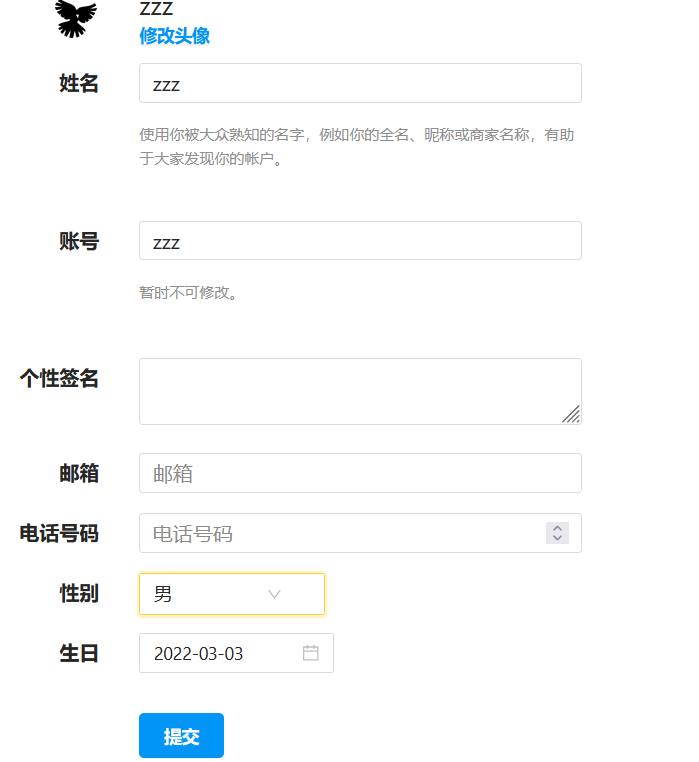 zzz
修改头像
姓名
zzz
使用你被大众熟知的名字，例如你的全名、昵称或商家名称，有助
于大家发现你的帐户。
账号
zzz
暂时不可修改。
个性签名
邮箱
邮箱
电话号码
电话号码
性别
男
生日
2022-03-03
提交